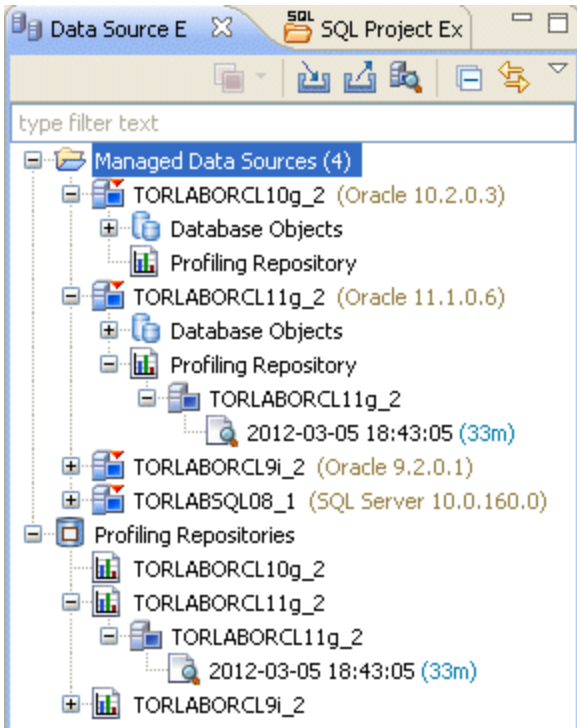 Data Source E
SQL SQL Project Ex
type filter text
Managed Data Sources (4)
TORLABORCL10g_2 (Oracle 10.2.0.3)
Database Objects
Profiling Repository
TORLABORCL11g_2 (Oracle 11.1.0.6)
Database Objects
Profiling Repository
TORLABORCL11g_2
2012-03-05 18:43:05 (33m)
TORLABORCL9i_2 (Oracle 9.2.0.1)
TORLABSQL08_1 (SQL Server 10.0.160.0)
Profiling Repositories
TORLABORCL10g_2
TORLABORCL11g_2
TORLABORCL11g_2
2012-03-05 18:43:05 (33m)
TORLABORCL9i_2